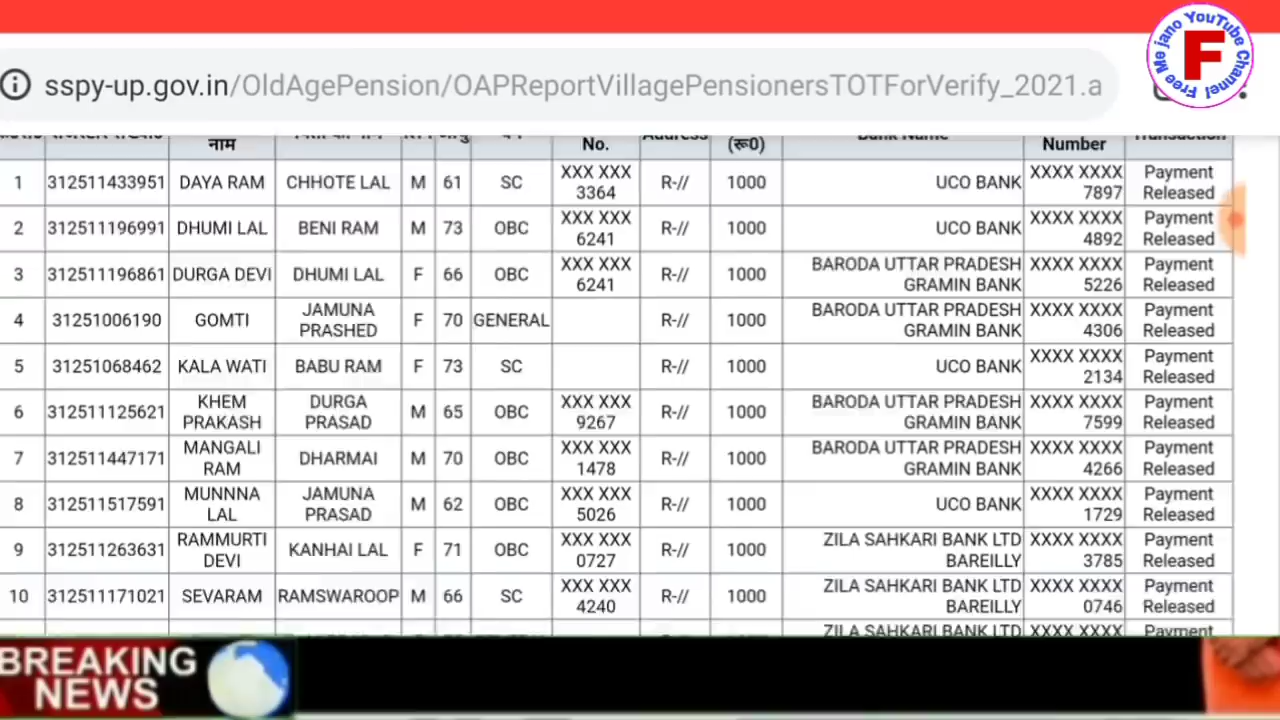 Free Me jano YouTube Channel
F
sspy-up.gov.in/OldAgePension/OAPReportVillagePensionersTOTForVerify_2021.a
नाम No. Address (रू0) Bank Name Number Transaction
1 312511433951 DAYA RAM CHHOTE LAL M 61 SC XXX XXX 3364 R-// 1000 UCO BANK XXXX XXXX 7897 Payment Released
2 312511196991 DHUMI LAL BENI RAM M 73 OBC XXX XXX 6241 R-// 1000 UCO BANK XXXX XXXX 4892 Payment Released
3 312511196861 DURGA DEVI DHUMI LAL F 66 OBC XXX XXX 6241 R-// 1000 BARODA UTTAR PRADESH GRAMIN BANK XXXX XXXX 5226 Payment Released
4 31251006190 GOMTI JAMUNA PRASHED F 70 GENERAL R-// 1000 BARODA UTTAR PRADESH GRAMIN BANK XXXX XXXX 4306 Payment Released
5 31251068462 KALA WATI BABU RAM F 73 SC R-// 1000 UCO BANK XXXX XXXX 2134 Payment Released
6 312511125621 KHEM PRAKASH DURGA PRASAD M 65 OBC XXX XXX 9267 R-// 1000 BARODA UTTAR PRADESH GRAMIN BANK XXXX XXXX 7599 Payment Released
7 312511447171 MANGALI RAM DHARMAI M 70 OBC XXX XXX 1478 R-// 1000 BARODA UTTAR PRADESH GRAMIN BANK XXXX XXXX 4266 Payment Released
8 312511517591 MUNNNA LAL JAMUNA PRASAD M 62 OBC XXX XXX 5026 R-// 1000 UCO BANK XXXX XXXX 1729 Payment Released
9 312511263631 RAMMURTI DEVI KANHAI LAL F 71 OBC XXX XXX 0727 R-// 1000 ZILA SAHKARI BANK LTD BAREILLY XXXX XXXX 3785 Payment Released
10 312511171021 SEVARAM RAMSWAROOP M 66 SC XXX XXX 4240 R-// 1000 ZILA SAHKARI BANK LTD BAREILLY XXXX XXXX 0746 Payment Released
ZILA SAHKARI BANK LTD XXXX XXXX Payment
BREAKING
NEWS